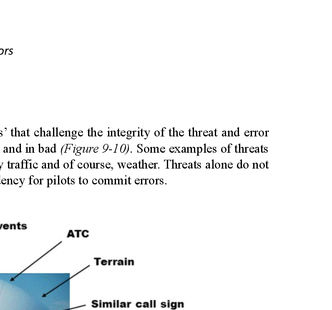 ors
s’ that challenge the integrity of the threat and error
and in bad (Figure 9-10). Some examples of threats
y traffic and of course, weather. Threats alone do not
ency for pilots to commit errors.
vents
ATC
Terrain
Similar call sign